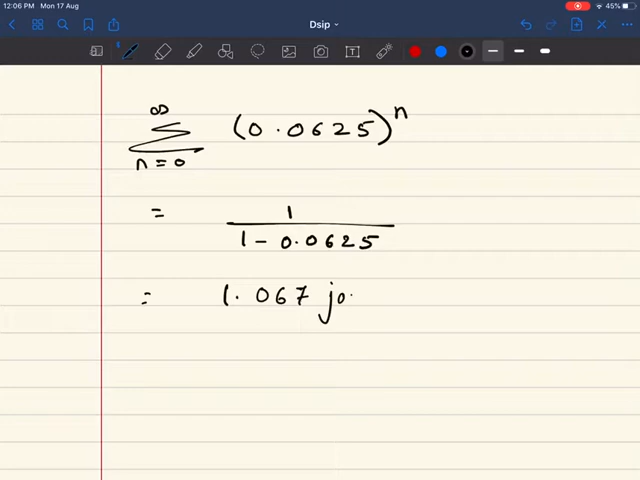 12:06 PM Mon 17 Aug
45%
Dsip
∞
Σ (0.0625)ⁿ
n = 0
= 1
1 - 0.0625
= 1.067 jo